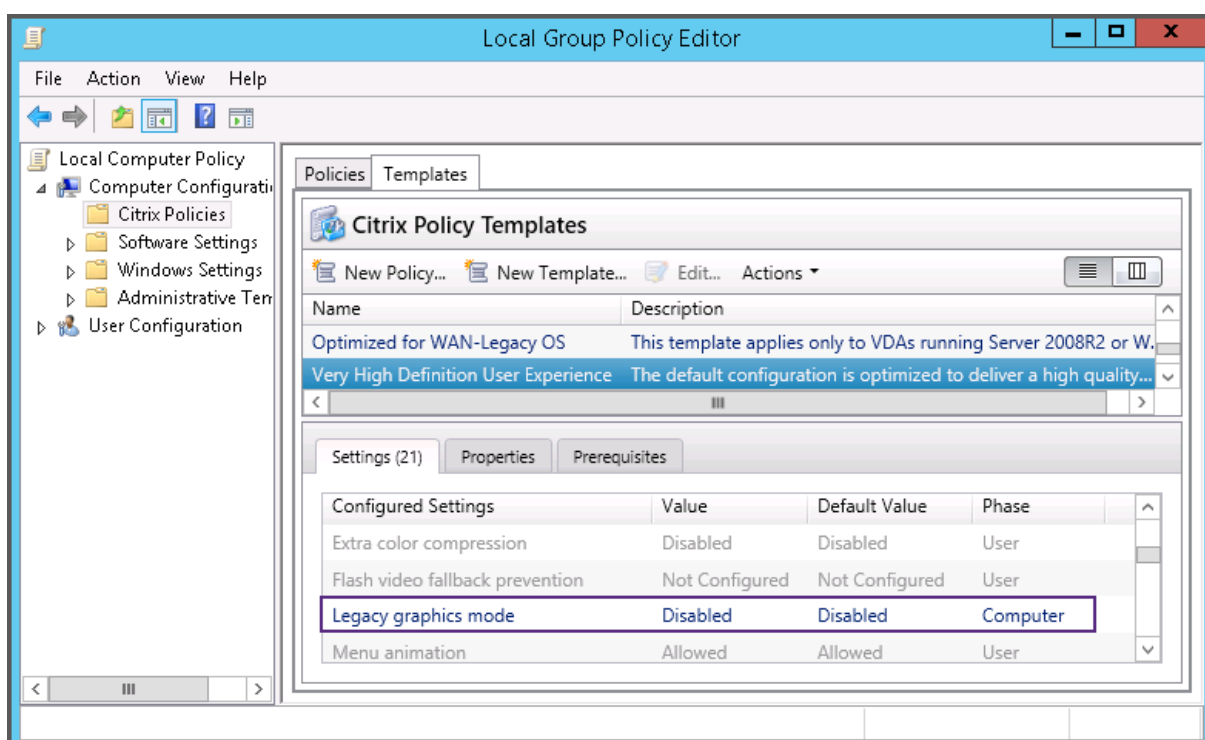 Local Group Policy Editor
File Action View Help
Local Computer Policy
Computer Configurati
Citrix Policies
Software Settings
Windows Settings
Administrative Tem
User Configuration
Policies Templates
Citrix Policy Templates
New Policy... New Template... Edit... Actions
Name Description
Optimized for WAN-Legacy OS This template applies only to VDAs running Server 2008R2 or W...
Very High Definition User Experience The default configuration is optimized to deliver a high quality...
Settings (21) Properties Prerequisites
Configured Settings Value Default Value Phase
Extra color compression Disabled Disabled User
Flash video fallback prevention Not Configured Not Configured User
Legacy graphics mode Disabled Disabled Computer
Menu animation Allowed Allowed User